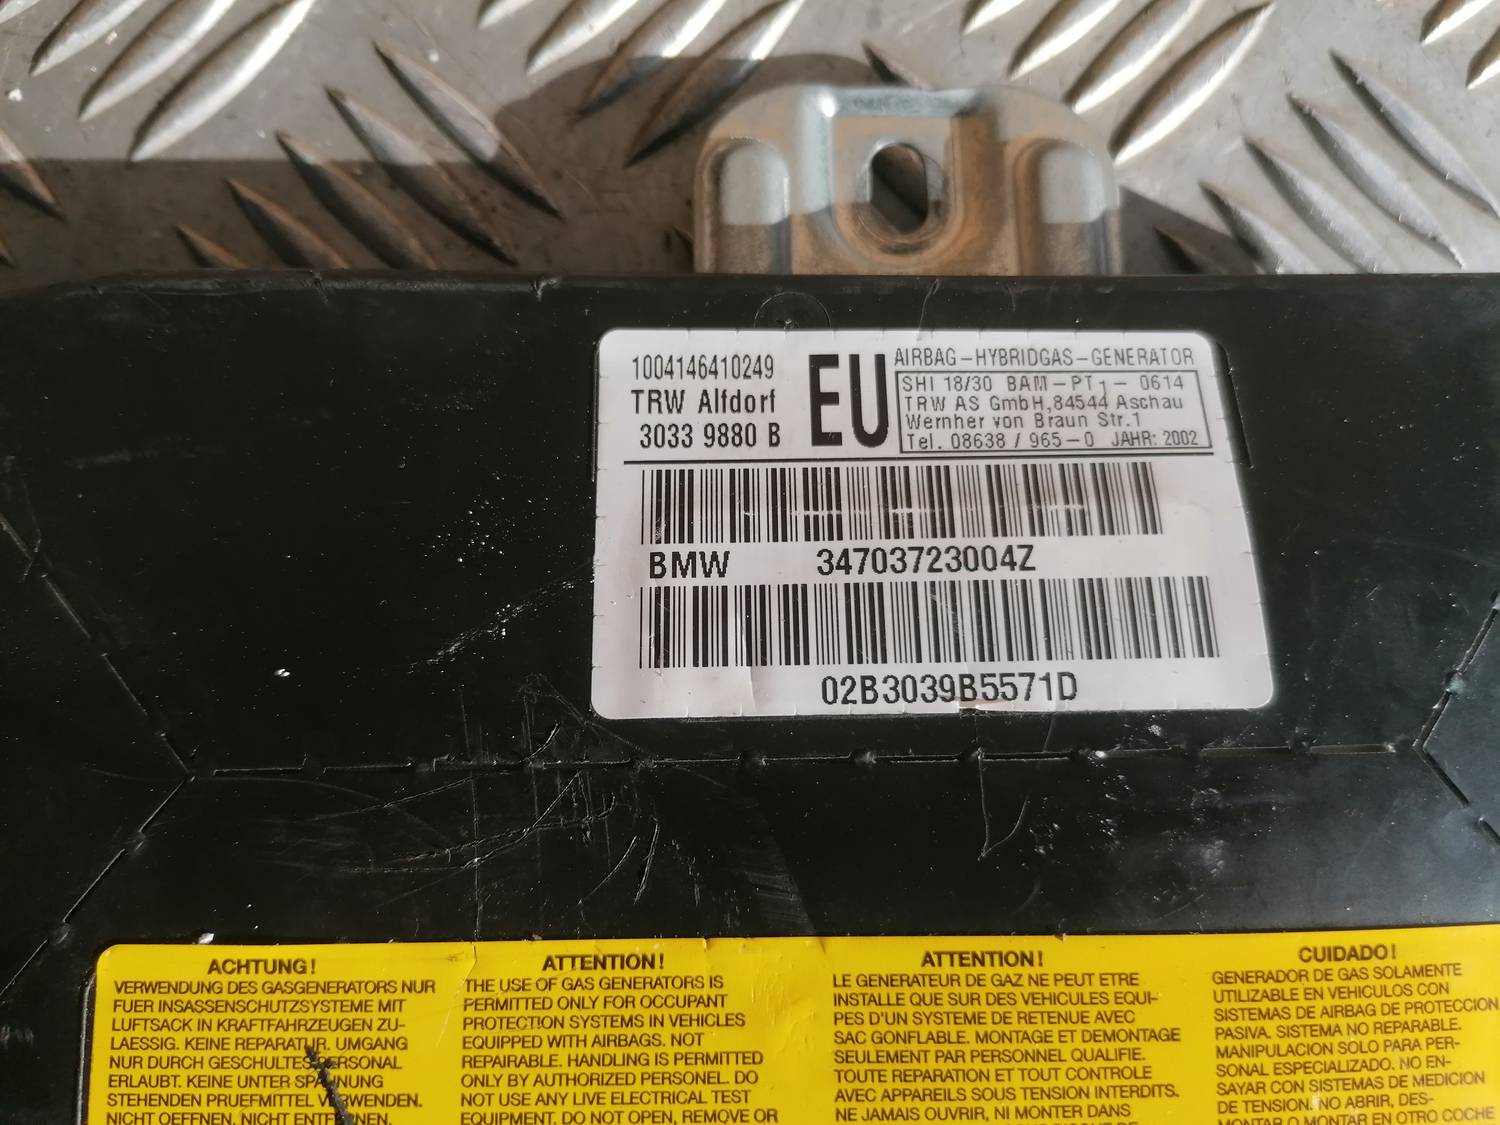 1004146410249
TRW Alfdorf
3033 9880 B
EU
AIRBAG-HYBRIDGAS-GENERATOR
SHI 18/30 BAM-PT1-0614
TRW AS GmbH,84544 Aschau
Wernher von Braun Str.1
Tel. 08638 / 965-0 JAHR: 2002
BMW 34703723004Z
02B3039B5571D
ACHTUNG!
VERWENDUNG DES GASGENERATORS NUR
FUER INSASSENSCHUTZSYSTEME MIT
LUFTSACK IN KRAFTFAHRZEUGEN ZU-
LAESSIG. KEINE REPARATUR. UMGANG
NUR DURCH GESCHULTES PERSONAL
ERLAUBT. KEINE UNTER SPANNUNG
STEHENDEN PRUEFMITTEL VERWENDEN.
NICHT OEFFNEN, NICHT ENTFERNEN,
ATTENTION!
THE USE OF GAS GENERATORS IS
PERMITTED ONLY FOR OCCUPANT
PROTECTION SYSTEMS IN VEHICLES
EQUIPPED WITH AIRBAGS. NOT
REPAIRABLE. HANDLING IS PERMITTED
ONLY BY AUTHORIZED PERSONEL. DO
NOT USE ANY LIVE ELECTRICAL TEST
EQUIPMENT. DO NOT OPEN, REMOVE OR
ATTENTION!
LE GENERATEUR DE GAZ NE PEUT ETRE
INSTALLE QUE SUR DES VEHICULES EQUI-
PES D'UN SYSTEME DE RETENUE AVEC
SAC GONFLABLE. MONTAGE ET DEMONTAGE
SEULEMENT PAR PERSONNEL QUALIFIE.
TOUTE REPARATION ET TOUT CONTROLE
AVEC APPAREILS SOUS TENSION INTERDITS.
NE JAMAIS OUVRIR, NI MONTER DANS
CUIDADO!
GENERADOR DE GAS SOLAMENTE
UTILIZABLE EN VEHICULOS CON
SISTEMAS DE AIRBAG DE PROTECCION
PASIVA. SISTEMA NO REPARABLE.
MANIPULACION SOLO PARA PER-
SONAL ESPECIALIZADO. NO EN-
SAYAR CON SISTEMAS DE MEDICION
DE TENSION. NO ABRIR, DES-
MONTAR O MONTAR EN OTRO COCHE